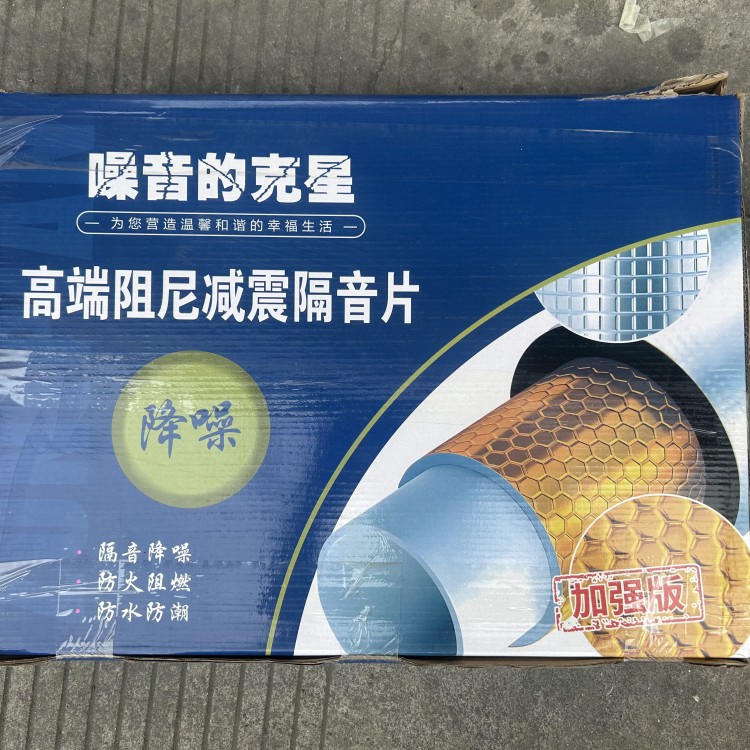 噪音的克星
为您营造温馨和谐的幸福生活
高端阻尼减震隔音片
降噪
隔音降噪
防火阻燃
防水防潮
加强版